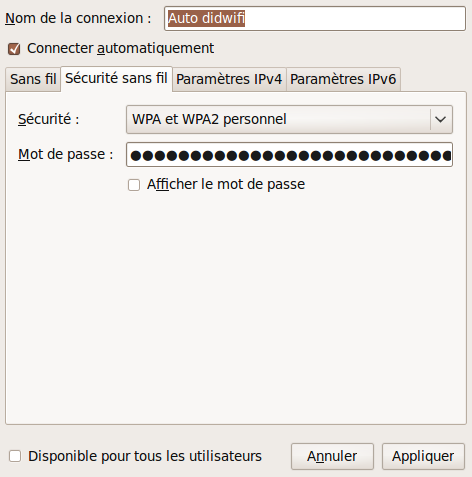 Nom de la connexion : Auto didwifi
Connecter automatiquement
Sans fil Sécurité sans fil Paramètres IPv4 Paramètres IPv6
Sécurité : WPA et WPA2 personnel
Mot de passe : ●●●●●●●●●●●●●●●●●●●●●●●●●●●
Afficher le mot de passe
Disponible pour tous les utilisateurs Annuler Appliquer